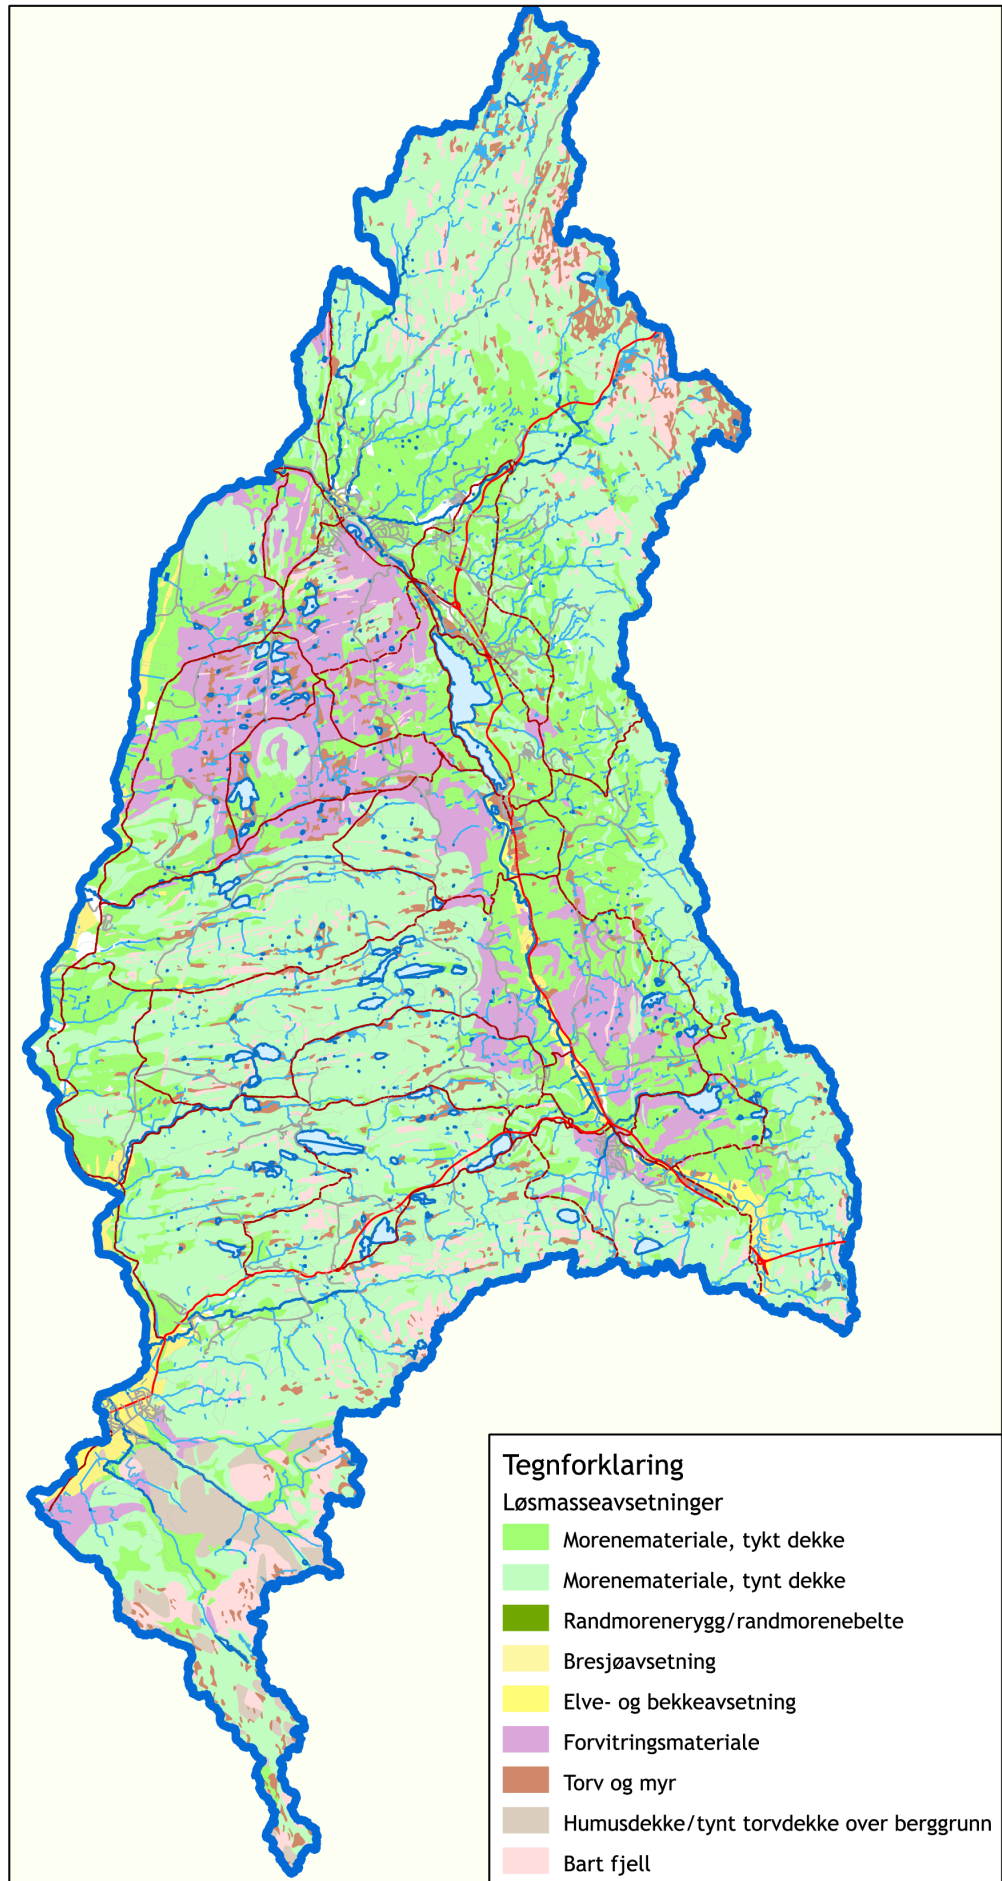 Tegnforklaring
Løsmasseavsetninger
Morenemateriale, tykt dekke
Morenemateriale, tynt dekke
Randmorenerygg/randmorenebelte
Bresjøavsetning
Elve- og bekkeavsetning
Forvitringsmateriale
Torv og myr
Humusdekke/tynt torvdekke over berggrunn
Bart fjell